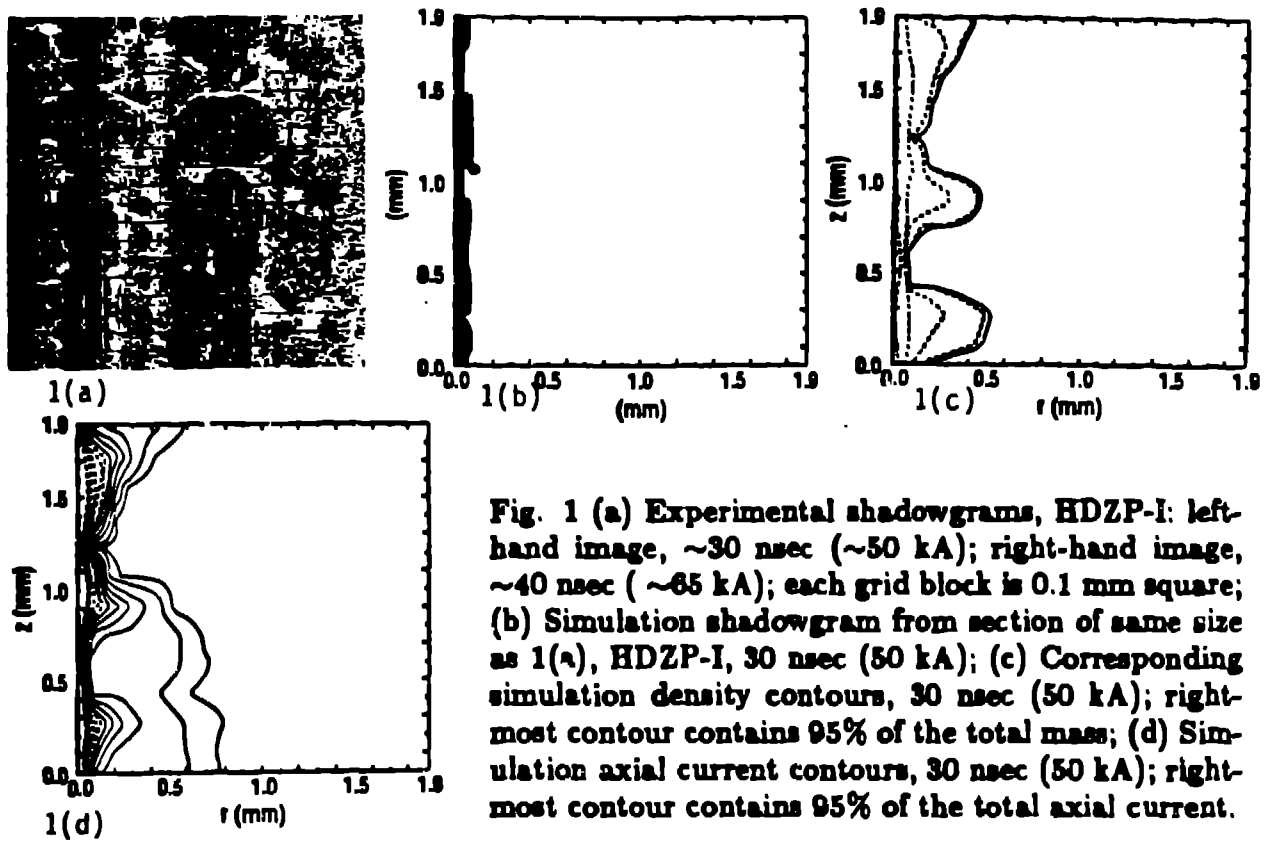 1.9
1.5
1.0
0.5
0.0
(mm)
0.0 0.5 1.0 1.5 1.9
(mm)
1(a)
1(b)
1.9
1.5
1.0
0.5
0.0
z (mm)
0.0 0.5 1.0 1.5 1.9
r (mm)
1(c)
1.9
1.5
1.0
0.5
0.0
z (mm)
0.0 0.5 1.0 1.5 1.9
r (mm)
1(d)
Fig. 1 (a) Experimental shadowgrams, HDZP-I: left-
hand image, ~30 nsec (~50 kA); right-hand image,
~40 nsec ( ~65 kA); each grid block is 0.1 mm square;
(b) Simulation shadowgram from section of same size
as 1(a), HDZP-I, 30 nsec (50 kA); (c) Corresponding
simulation density contours, 30 nsec (50 kA); right-
most contour contains 95% of the total mass; (d) Sim-
ulation axial current contours, 30 nsec (50 kA); right-
most contour contains 95% of the total axial current.